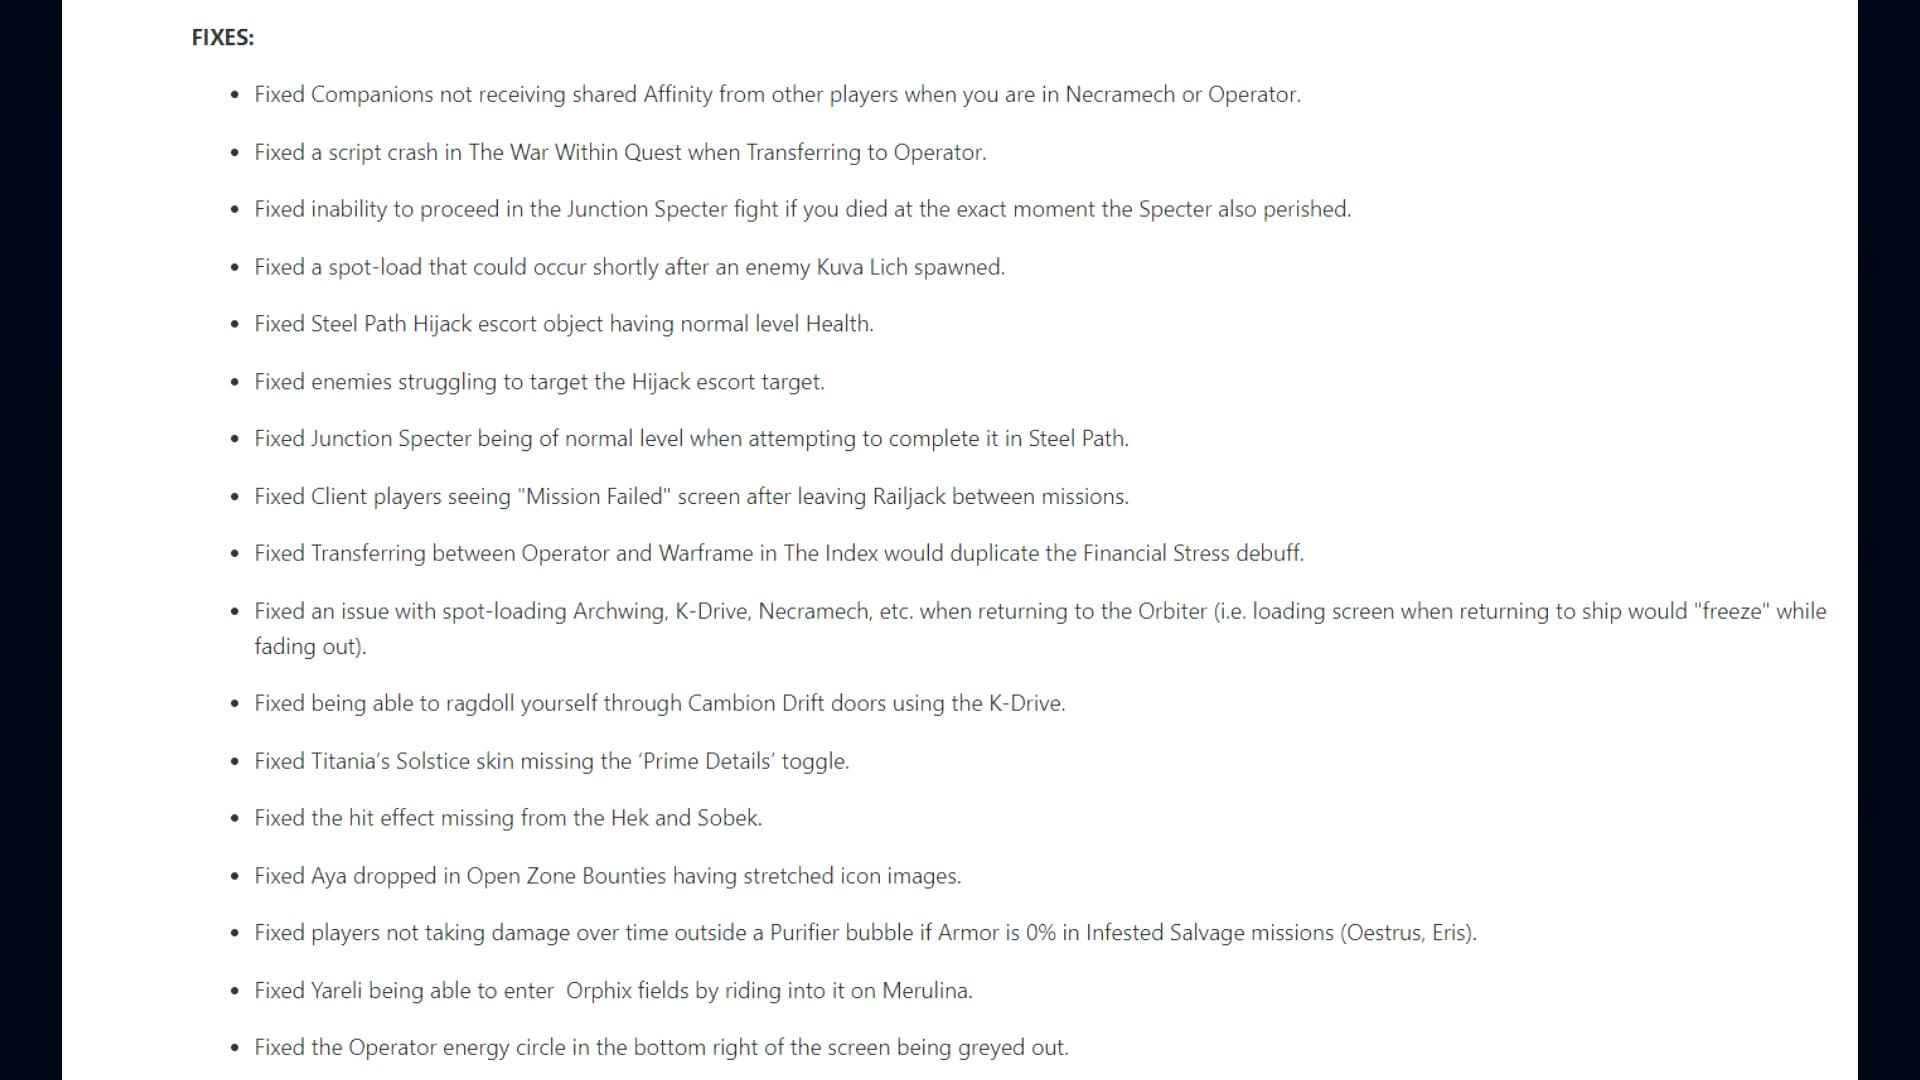 FIXES:
• Fixed Companions not receiving shared Affinity from other players when you are in Necramech or Operator.
• Fixed a script crash in The War Within Quest when Transferring to Operator.
• Fixed inability to proceed in the Junction Specter fight if you died at the exact moment the Specter also perished.
• Fixed a spot-load that could occur shortly after an enemy Kuva Lich spawned.
• Fixed Steel Path Hijack escort object having normal level Health.
• Fixed enemies struggling to target the Hijack escort target.
• Fixed Junction Specter being of normal level when attempting to complete it in Steel Path.
• Fixed Client players seeing "Mission Failed" screen after leaving Railjack between missions.
• Fixed Transferring between Operator and Warframe in The Index would duplicate the Financial Stress debuff.
• Fixed an issue with spot-loading Archwing, K-Drive, Necramech, etc. when returning to the Orbiter (i.e. loading screen when returning to ship would "freeze" while
fading out).
• Fixed being able to ragdoll yourself through Cambion Drift doors using the K-Drive.
• Fixed Titania’s Solstice skin missing the ‘Prime Details’ toggle.
• Fixed the hit effect missing from the Hek and Sobek.
• Fixed Aya dropped in Open Zone Bounties having stretched icon images.
• Fixed players not taking damage over time outside a Purifier bubble if Armor is 0% in Infested Salvage missions (Oestrus, Eris).
• Fixed Yareli being able to enter  Orphix fields by riding into it on Merulina.
• Fixed the Operator energy circle in the bottom right of the screen being greyed out.